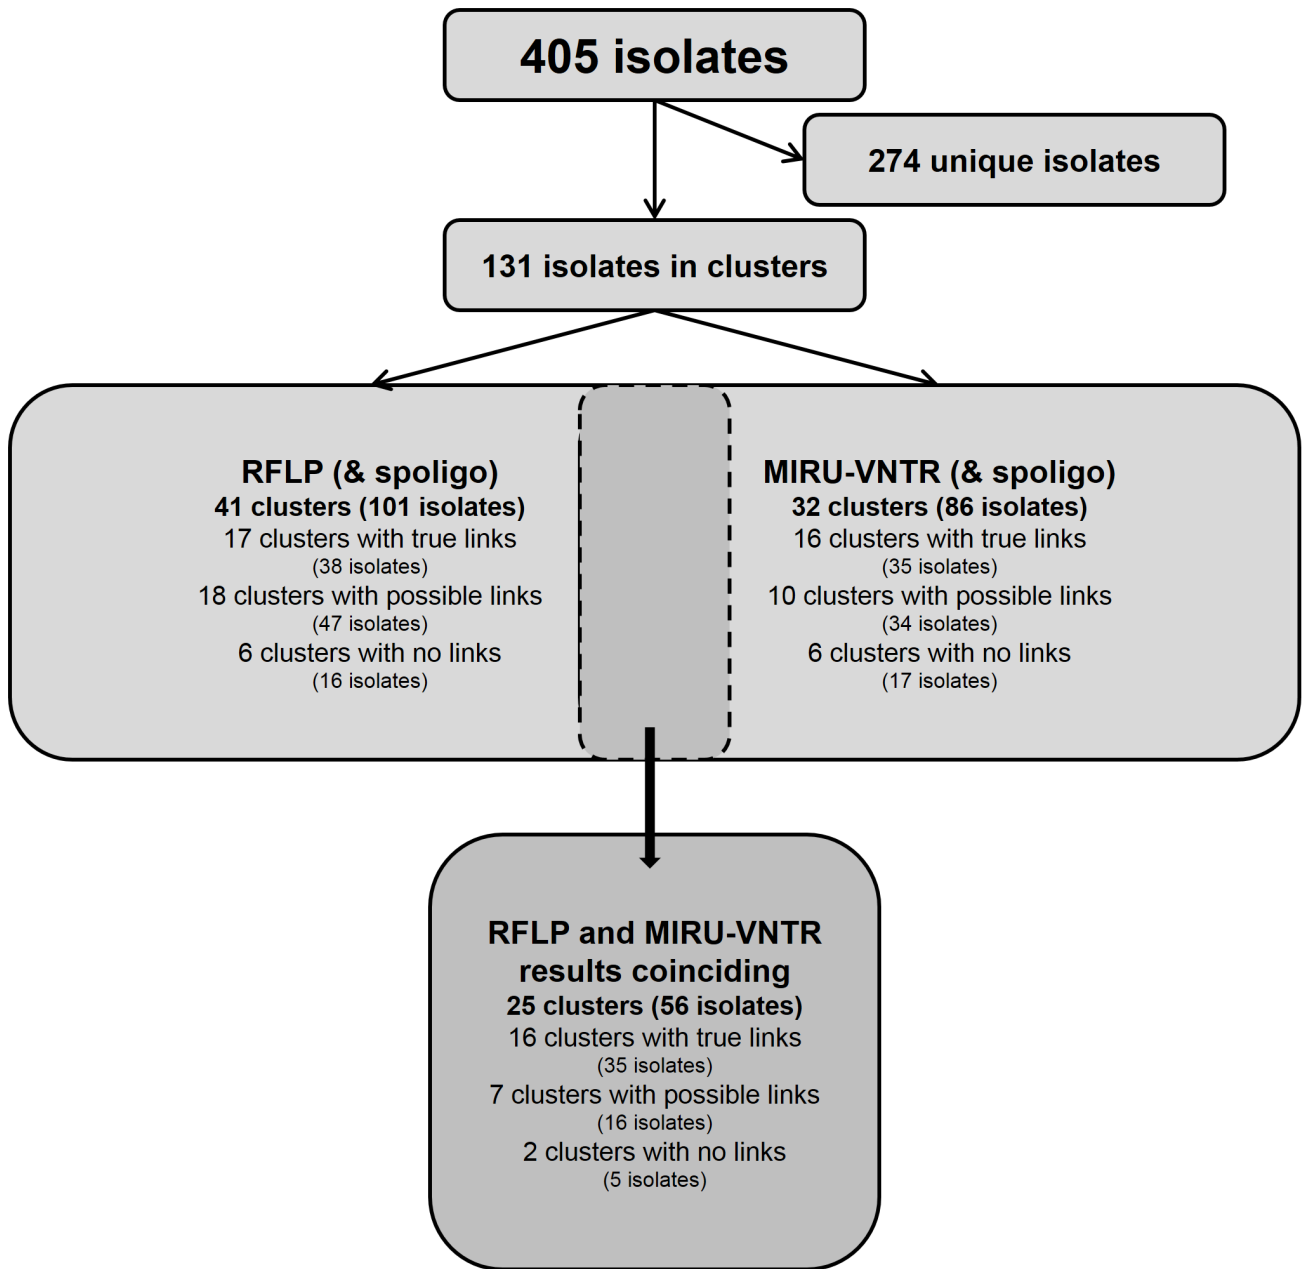 405 isolates
274 unique isolates
131 isolates in clusters
RFLP (& spoligo)
41 clusters (101 isolates)
17 clusters with true links
(38 isolates)
18 clusters with possible links
(47 isolates)
6 clusters with no links
(16 isolates)
MIRU-VNTR (& spoligo)
32 clusters (86 isolates)
16 clusters with true links
(35 isolates)
10 clusters with possible links
(34 isolates)
6 clusters with no links
(17 isolates)
RFLP and MIRU-VNTR
results coinciding
25 clusters (56 isolates)
16 clusters with true links
(35 isolates)
7 clusters with possible links
(16 isolates)
2 clusters with no links
(5 isolates)